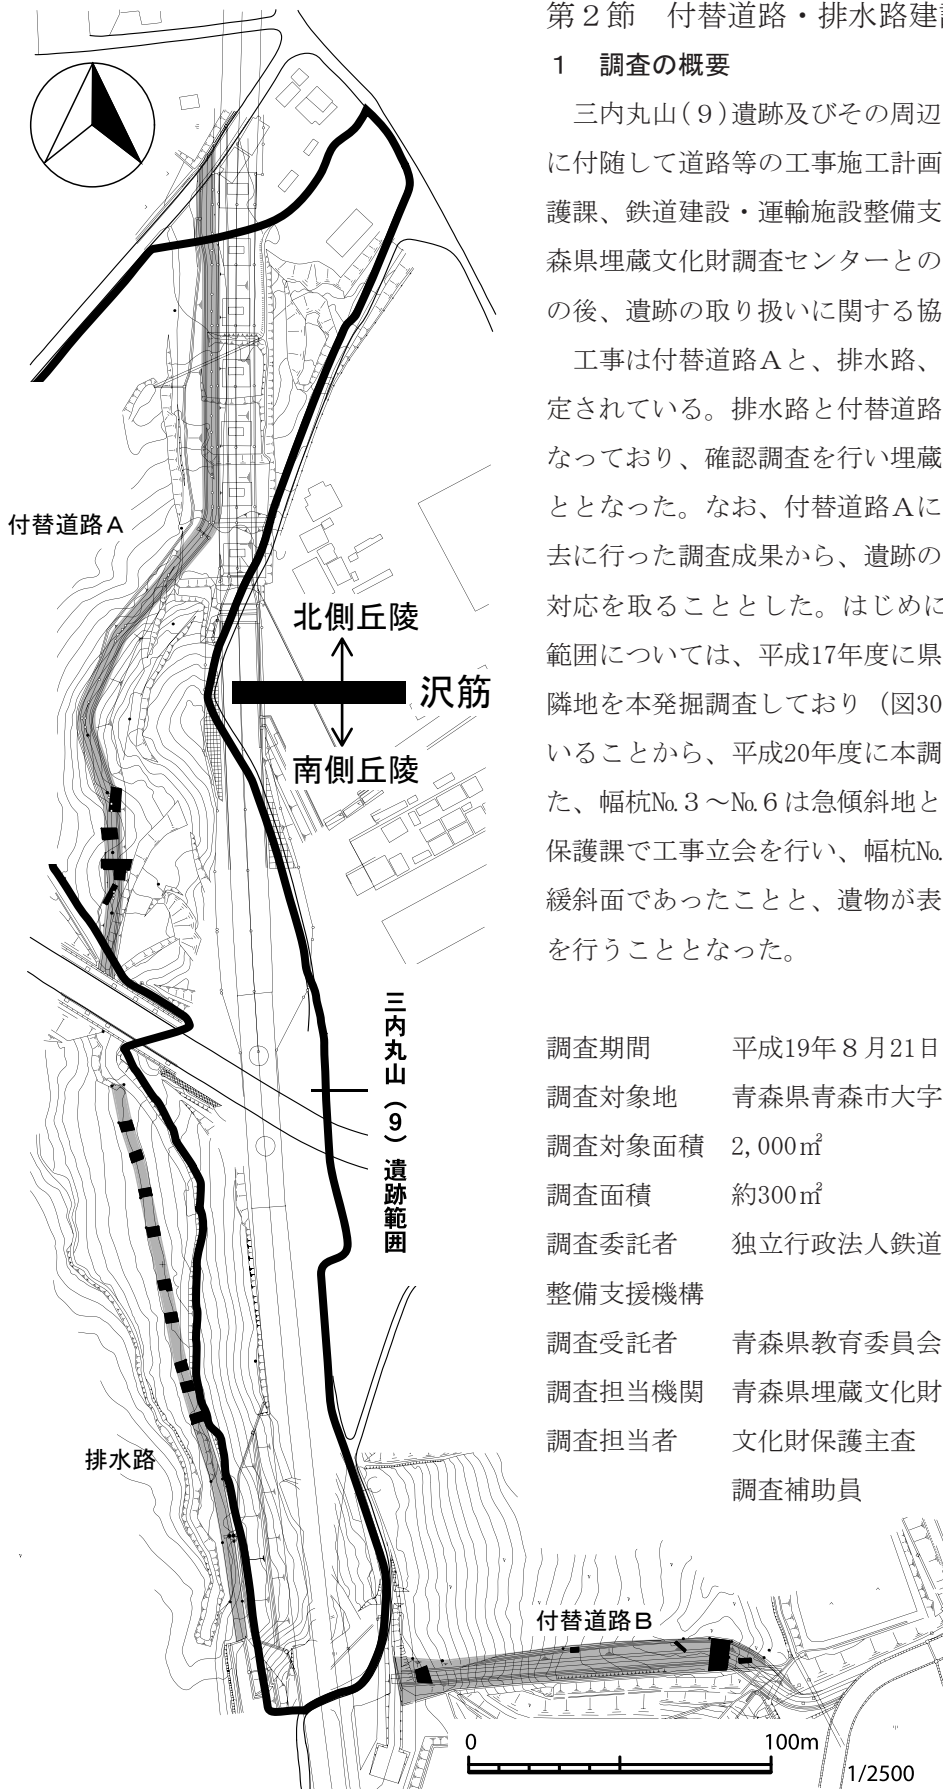 第２節　付替道路・排水路建設
１　調査の概要
三内丸山(９)遺跡及びその周辺
に付随して道路等の工事施工計画
護課、鉄道建設・運輸施設整備支
森県埋蔵文化財調査センターとの
の後、遺跡の取り扱いに関する協
工事は付替道路Ａと、排水路、
定されている。排水路と付替道路
なっており、確認調査を行い埋蔵
ととなった。なお、付替道路Ａに
去に行った調査成果から、遺跡の
対応を取ることとした。はじめに
範囲については、平成17年度に県
隣地を本発掘調査しており（図30
いることから、平成20年度に本調
た、幅杭№３～№６は急傾斜地と
保護課で工事立会を行い、幅杭№
緩斜面であったことと、遺物が表
を行うこととなった。
調査期間　平成19年８月21日
調査対象地　青森県青森市大字
調査対象面積　2,000㎡
調査面積　約300㎡
調査委託者　独立行政法人鉄道
整備支援機構
調査受託者　青森県教育委員会
調査担当機関　青森県埋蔵文化財
調査担当者　文化財保護主査
調査補助員
付替道路Ａ
北側丘陵
沢筋
南側丘陵
三内丸山（9）遺跡範囲
排水路
付替道路Ｂ
0　100m
1/2500